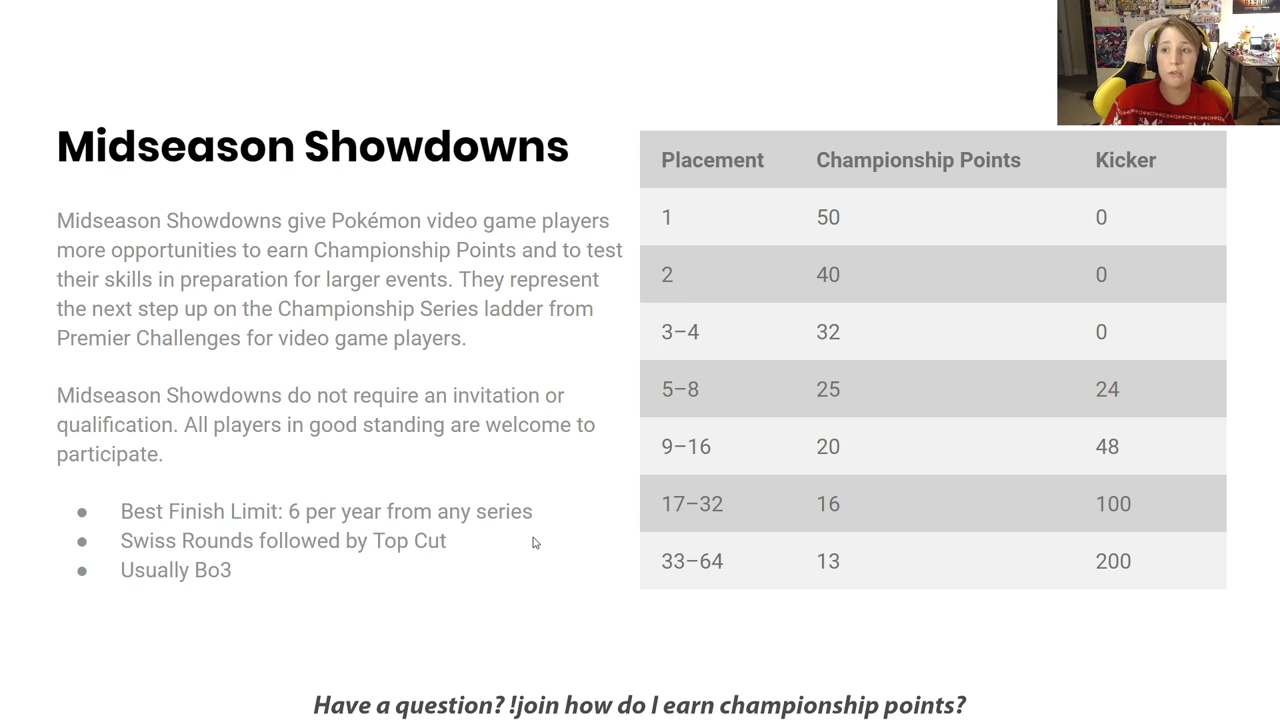 Midseason Showdowns
Midseason Showdowns give Pokémon video game players
more opportunities to earn Championship Points and to test
their skills in preparation for larger events. They represent
the next step up on the Championship Series ladder from
Premier Challenges for video game players.
Midseason Showdowns do not require an invitation or
qualification. All players in good standing are welcome to
participate.
● Best Finish Limit: 6 per year from any series
● Swiss Rounds followed by Top Cut
● Usually Bo3
Placement Championship Points Kicker
1 50 0
2 40 0
3–4 32 0
5–8 25 24
9–16 20 48
17–32 16 100
33–64 13 200
Have a question? !join how do I earn championship points?